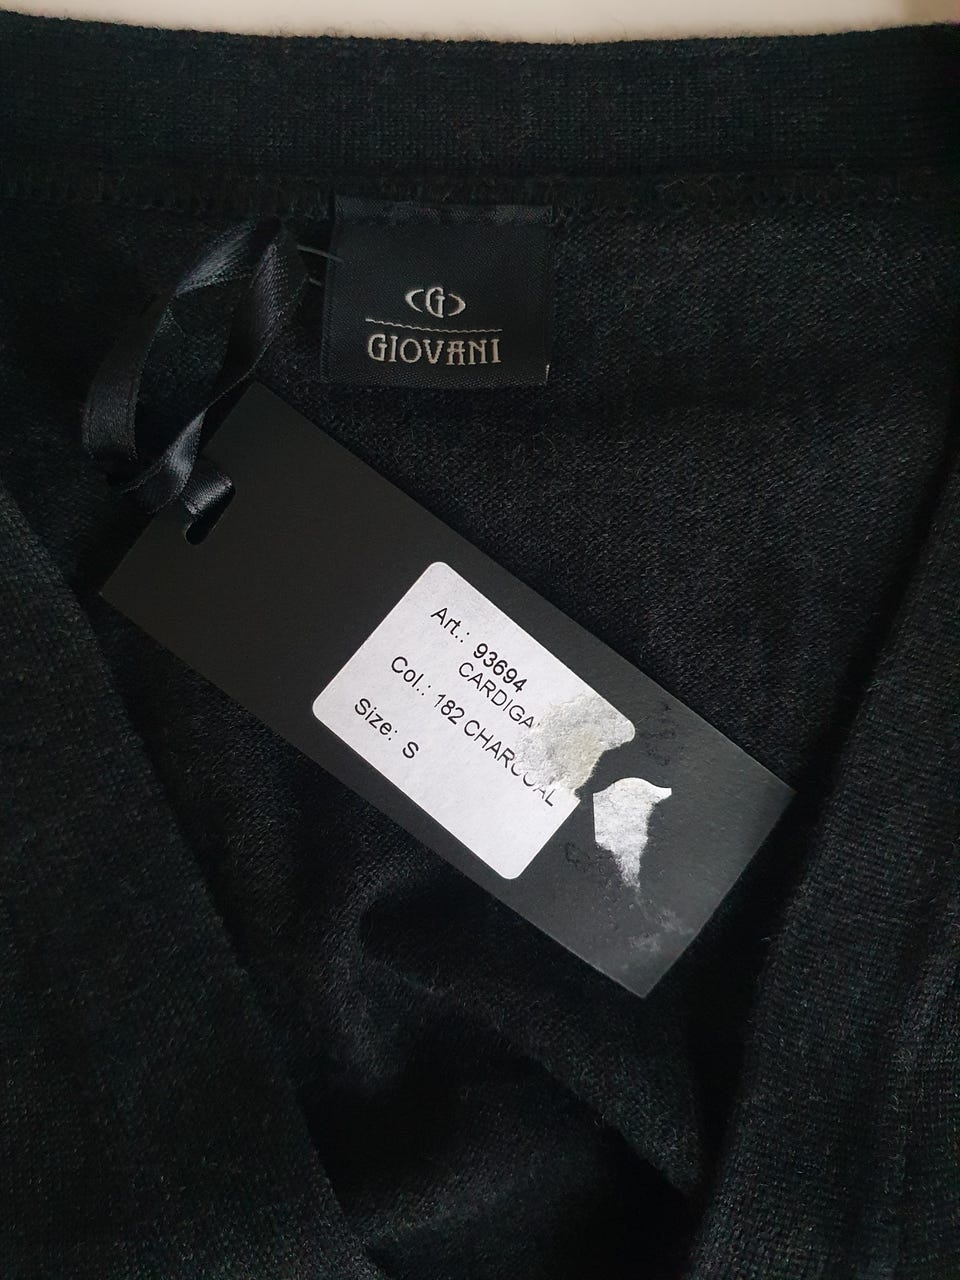 G
GIOVANI
Art.: 93694
CARDIGA
Col.: 182 CHARCOAL
Size: S